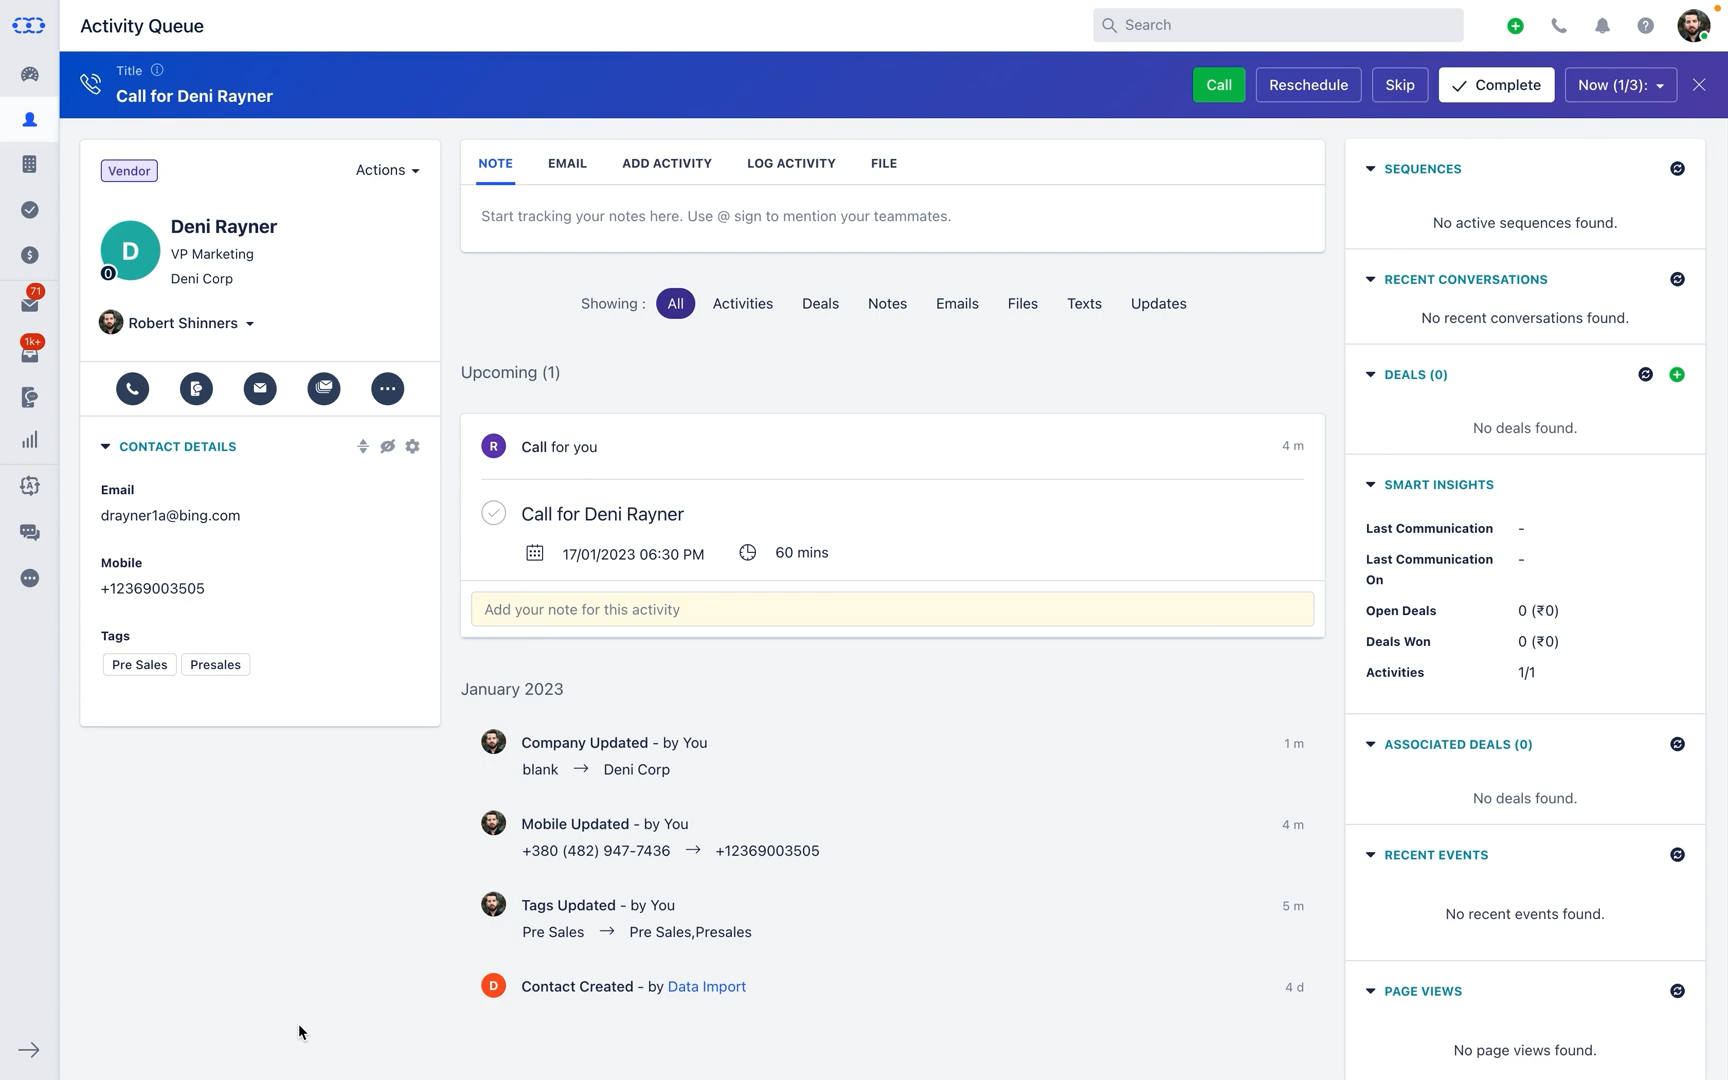 Activity Queue
Search
Title
Call for Deni Rayner
Call
Reschedule
Skip
Complete
Now (1/3):
71
1k+
Vendor
Actions
D
0
Deni Rayner
VP Marketing
Deni Corp
Robert Shinners
CONTACT DETAILS
Email
drayner1a@bing.com
Mobile
+12369003505
Tags
Pre Sales
Presales
NOTE
EMAIL
ADD ACTIVITY
LOG ACTIVITY
FILE
Start tracking your notes here. Use @ sign to mention your teammates.
Showing :
All
Activities
Deals
Notes
Emails
Files
Texts
Updates
Upcoming (1)
R
Call for you
4 m
Call for Deni Rayner
17/01/2023 06:30 PM
60 mins
Add your note for this activity
January 2023
Company Updated - by You
1 m
blank → Deni Corp
Mobile Updated - by You
4 m
+380 (482) 947-7436 → +12369003505
Tags Updated - by You
5 m
Pre Sales → Pre Sales,Presales
D
Contact Created - by Data Import
4 d
SEQUENCES
No active sequences found.
RECENT CONVERSATIONS
No recent conversations found.
DEALS (0)
No deals found.
SMART INSIGHTS
Last Communication -
Last Communication -
On
Open Deals 0 (₹0)
Deals Won 0 (₹0)
Activities 1/1
ASSOCIATED DEALS (0)
No deals found.
RECENT EVENTS
No recent events found.
PAGE VIEWS
No page views found.